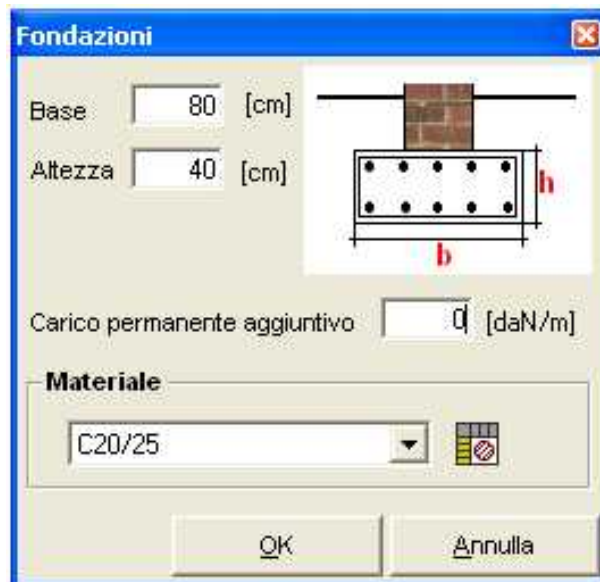 Fondazioni
Base 80 [cm]
Altezza 40 [cm]
h
b
Carico permanente aggiuntivo 0 [daN/m]
Materiale
C20/25
OK Annulla